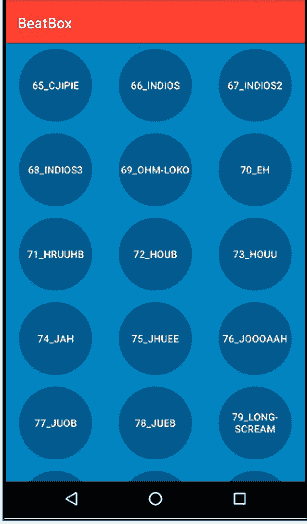 BeatBox
65_CJIPIE
66_INDIOS
67_INDIOS2
68_INDIOS3
69_OHM-LOKO
70_EH
71_HRUUHB
72_HOUB
73_HOUU
74_JAH
75_JHUEE
76_JOOOAAH
77_JUOB
78_JUEB
79_LONG-
SCREAM